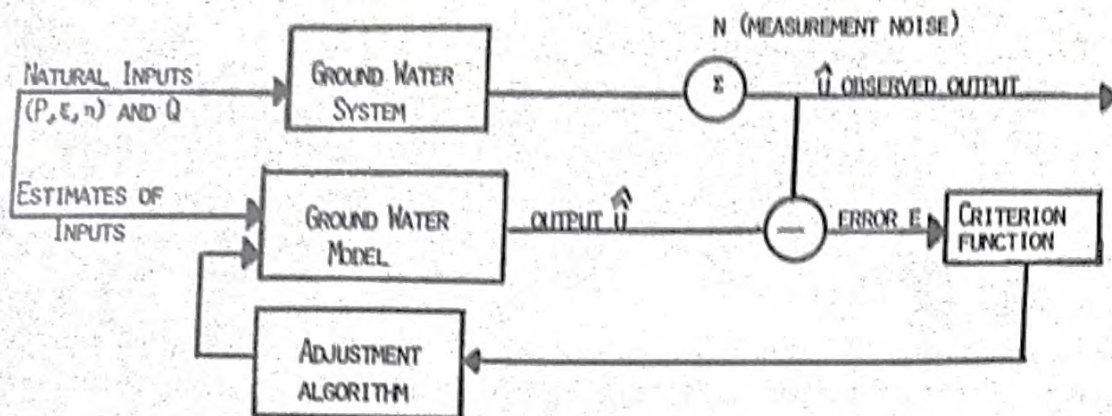 N (MEASUREMENT NOISE)
NATURAL INPUTS
(P, ε, η) AND Q
GROUND WATER
SYSTEM
Σ
Û OBSERVED OUTPUT
ESTIMATES OF
INPUTS
GROUND WATER
MODEL
OUTPUT Û
—
ERROR E
CRITERION
FUNCTION
ADJUSTMENT
ALGORITHM